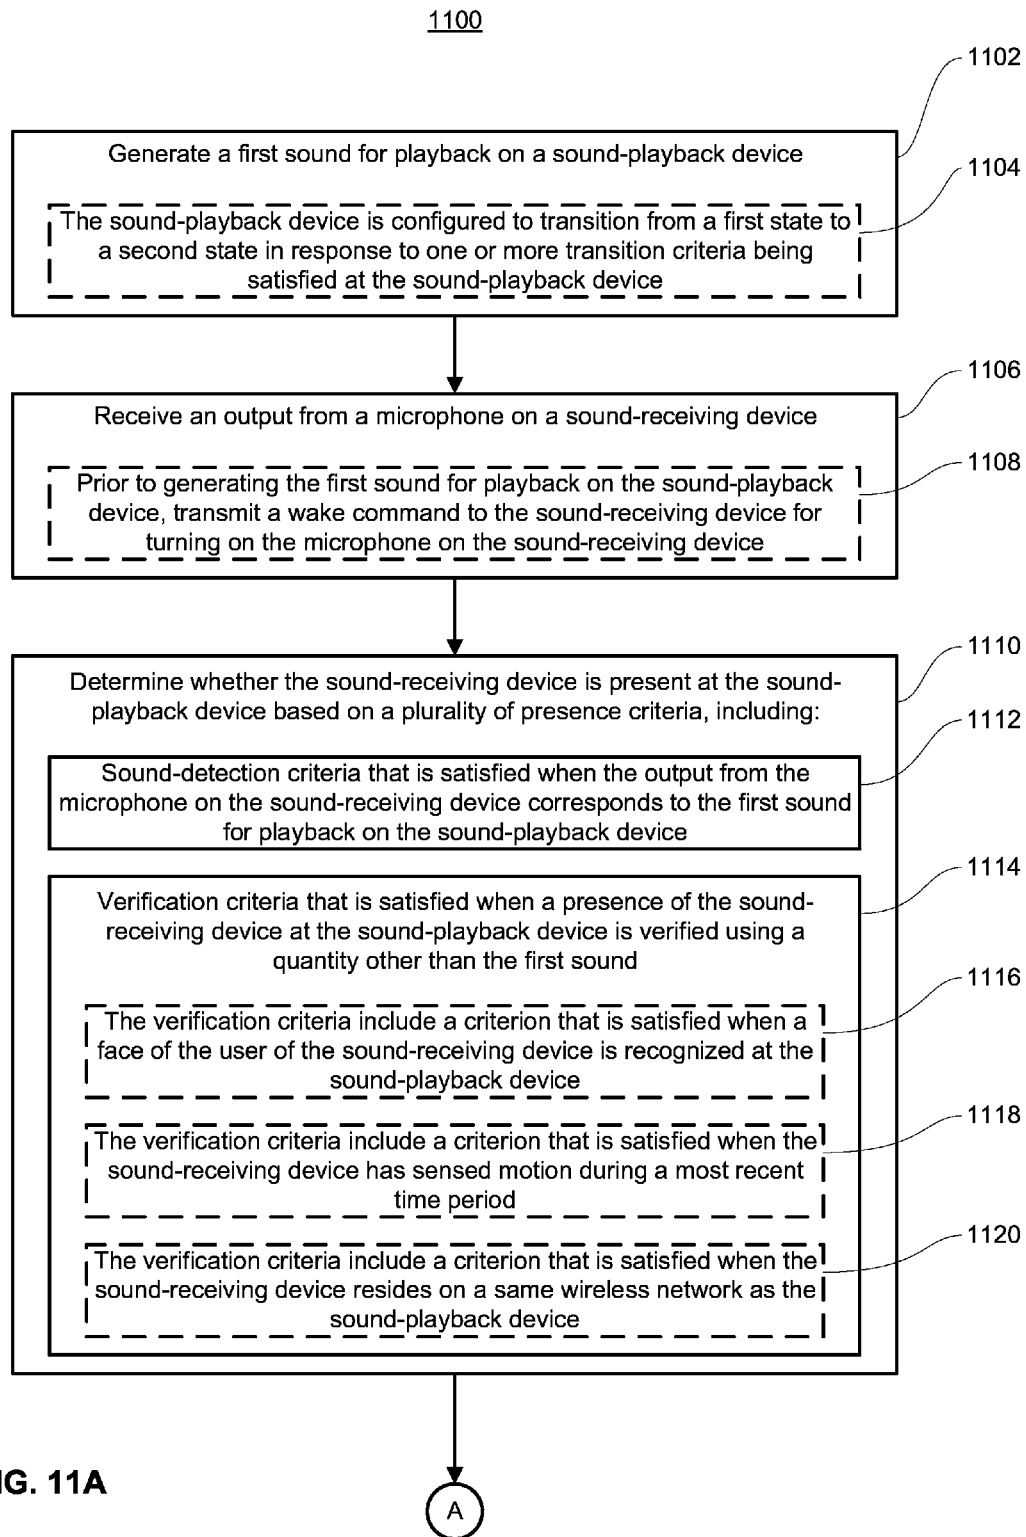 1100
1102
Generate a first sound for playback on a sound-playback device
1104
The sound-playback device is configured to transition from a first state to
a second state in response to one or more transition criteria being
satisfied at the sound-playback device
1106
Receive an output from a microphone on a sound-receiving device
1108
Prior to generating the first sound for playback on the sound-playback
device, transmit a wake command to the sound-receiving device for
turning on the microphone on the sound-receiving device
1110
Determine whether the sound-receiving device is present at the sound-
playback device based on a plurality of presence criteria, including:
1112
Sound-detection criteria that is satisfied when the output from the
microphone on the sound-receiving device corresponds to the first sound
for playback on the sound-playback device
1114
Verification criteria that is satisfied when a presence of the sound-
receiving device at the sound-playback device is verified using a
quantity other than the first sound
1116
The verification criteria include a criterion that is satisfied when a
face of the user of the sound-receiving device is recognized at the
sound-playback device
1118
The verification criteria include a criterion that is satisfied when the
sound-receiving device has sensed motion during a most recent
time period
1120
The verification criteria include a criterion that is satisfied when the
sound-receiving device resides on a same wireless network as the
sound-playback device
IG. 11A
A